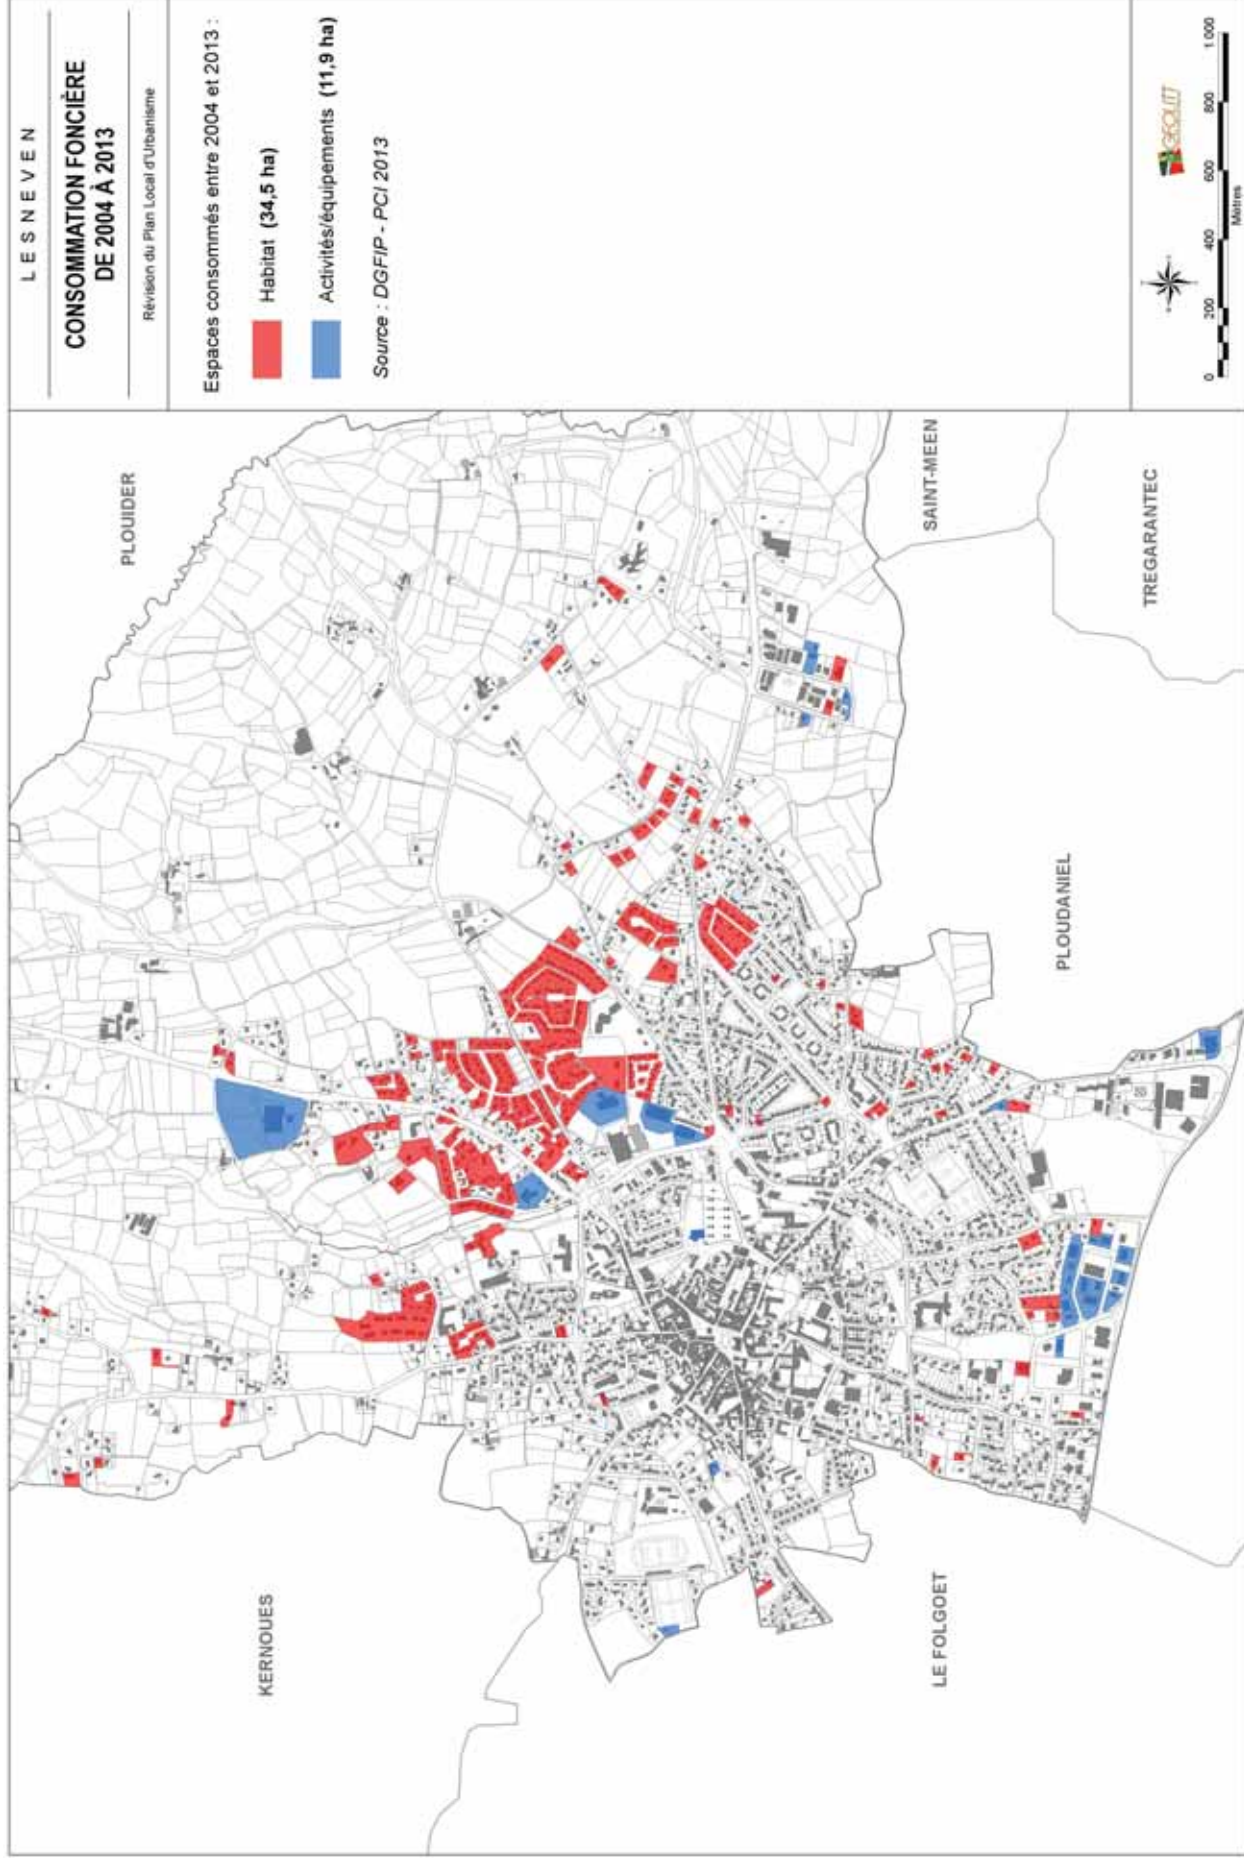 LESNEVEN
CONSOMMATION FONCIÈRE
DE 2004 À 2013
Révision du Plan Local d'Urbanisme
Espaces consommés entre 2004 et 2013 :
Habitat (34,5 ha)
Activités/équipements (11,9 ha)
Source : DGFIP - PCI 2013
GÉOLITT
0 200 400 600 800 1 000
Mètres
PLOUIDER
SAINT-MEEN
TREGARANTEC
PLOUDANIEL
KERNOUES
LE FOLGOET